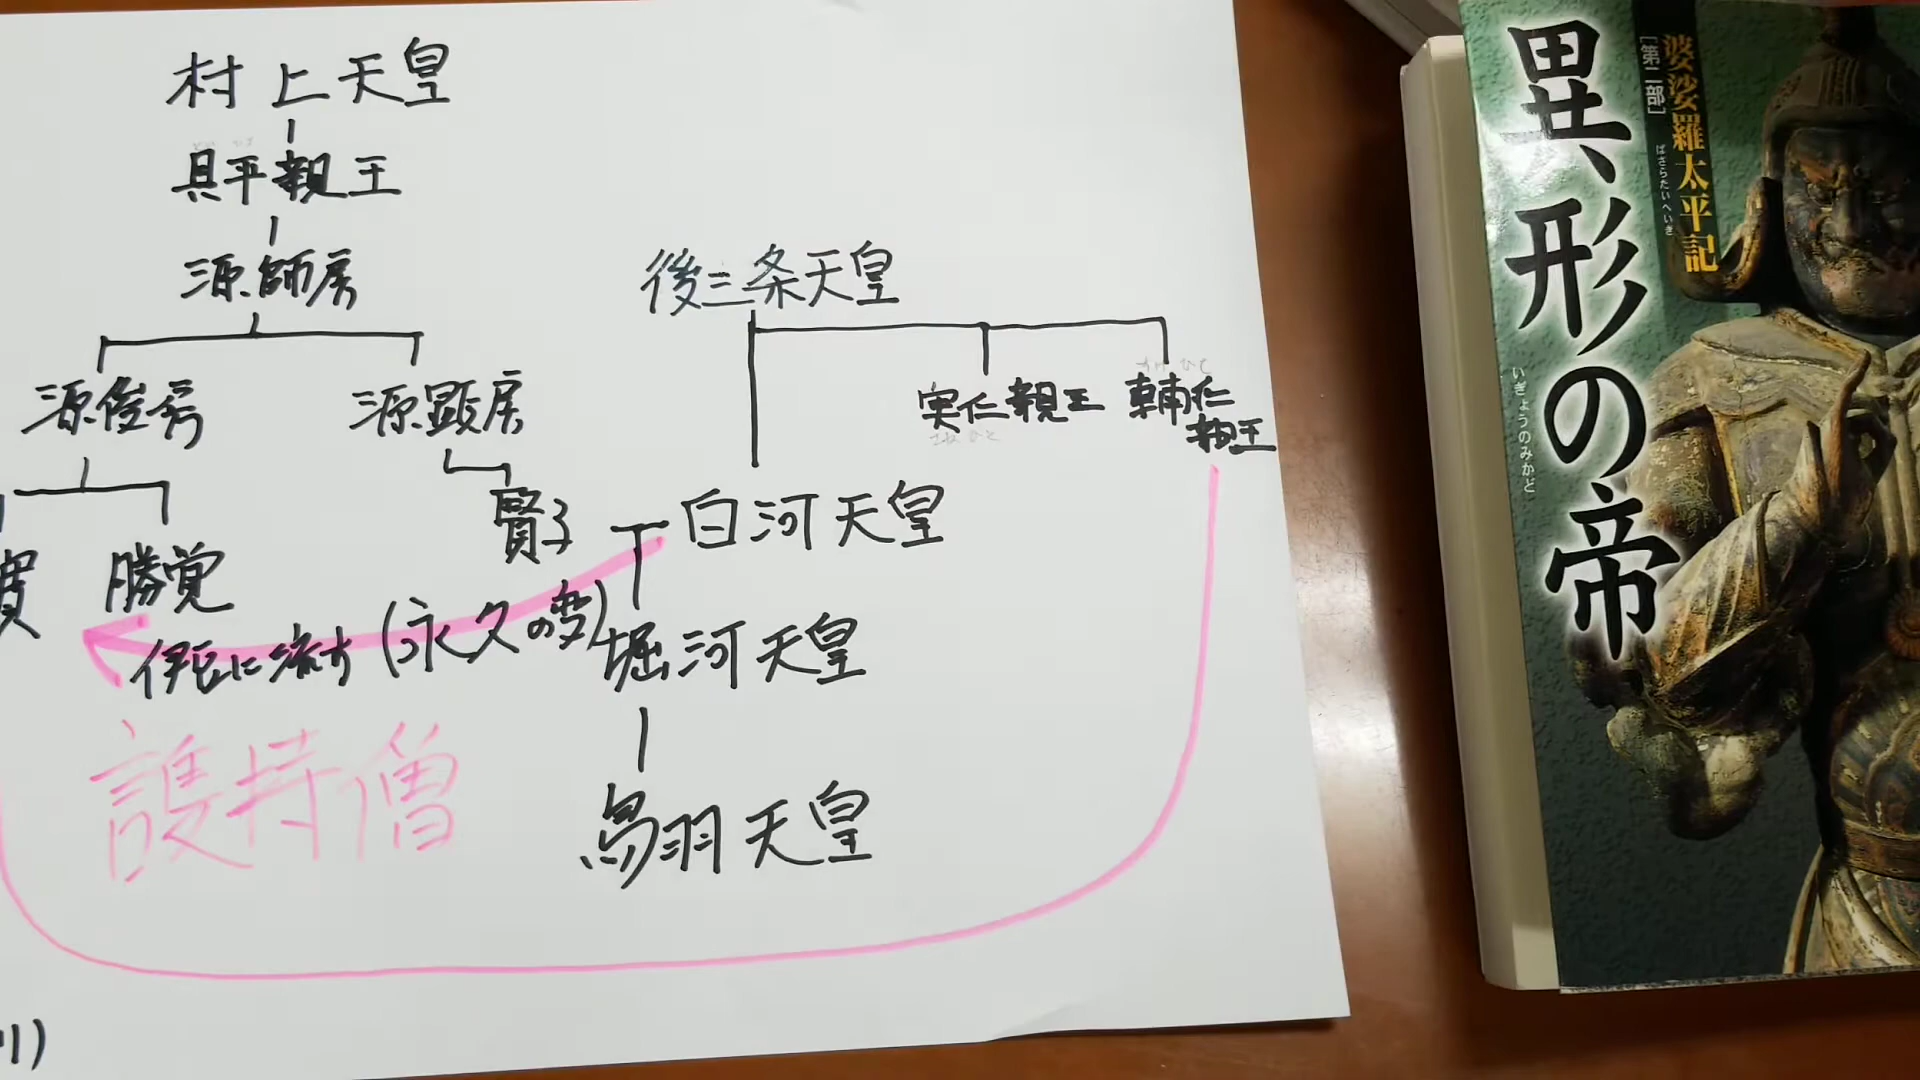 村上天皇
具平親王
源師房
後三条天皇
源俊房
源顕房
実仁親王
輔仁
親王
さね ひと
賢子
白河天皇
勝覚
伊豆に流す(永久の変)
堀河天皇
護持僧
鳥羽天皇
婆娑羅太平記
ばさらたいへいき
[第二部]
異形の帝
いぎょうのみかど